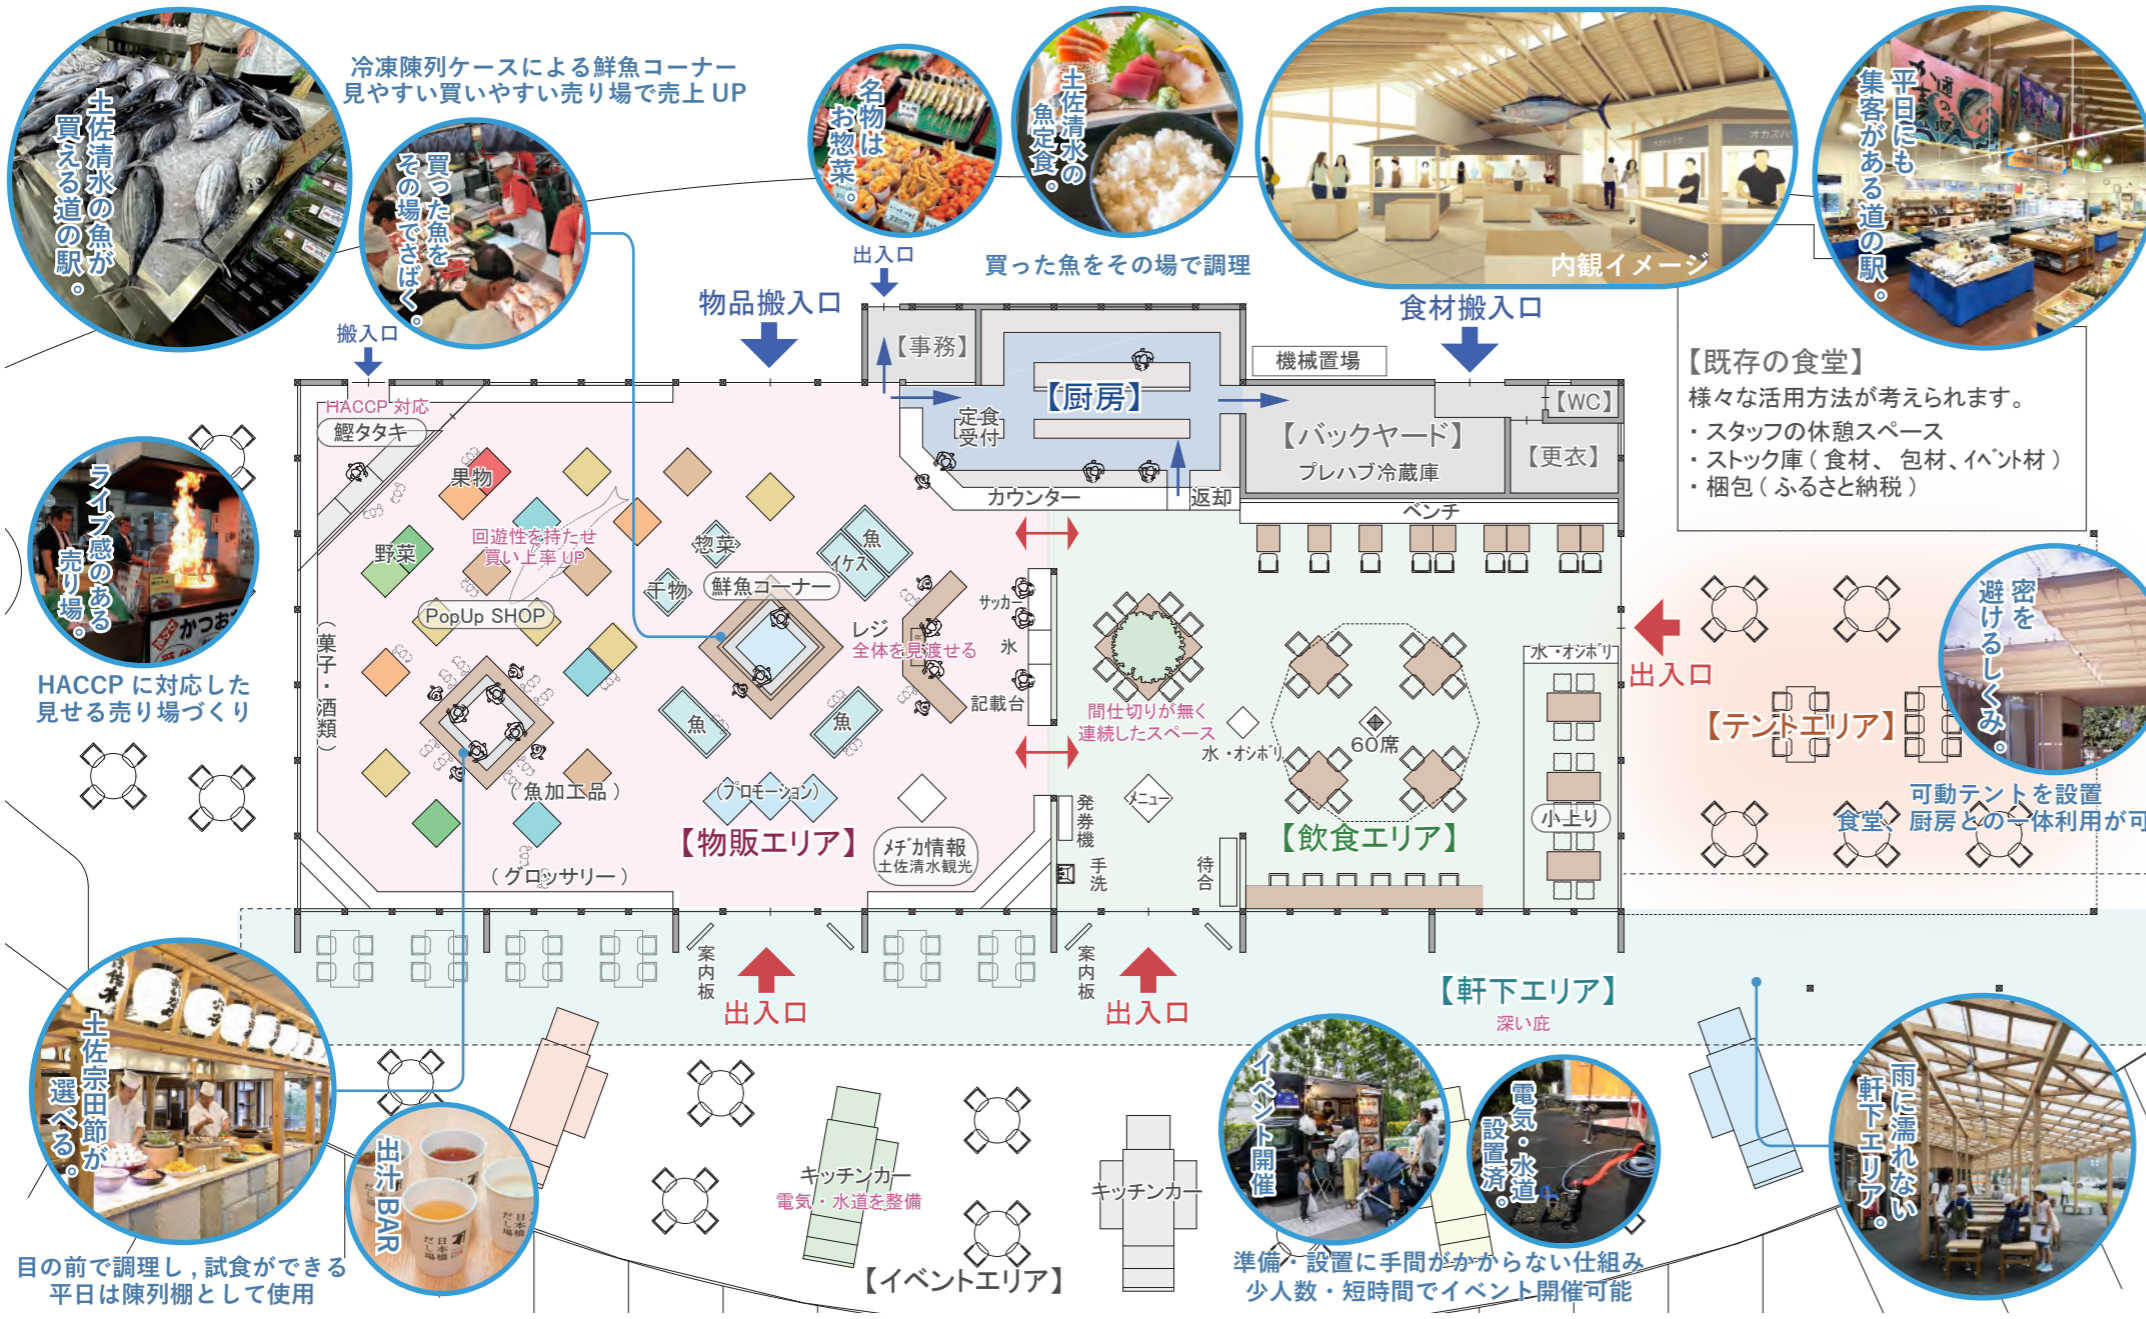 土佐清水の魚が
買える道の駅。
冷凍陳列ケースによる鮮魚コーナー
見やすい買いやすい売り場で売上 UP
買った魚を
その場でさばく。
名物は
お惣菜。
土佐清水の
魚定食。
買った魚をその場で調理
オカズハ
内観イメージ
平日にも
集客がある道の駅。
搬入口
物品搬入口
出入口
食材搬入口
機械置場
【既存の食堂】
様々な活用方法が考えられます。
・スタッフの休憩スペース
・ストック庫 ( 食材、 包材、イベント材 )
・梱包 ( ふるさと納税 )
【事務】
【厨房】
定食
受付
【バックヤード】
プレハブ冷蔵庫
【WC】
【更衣】
カウンター
返却
ベンチ
HACCP 対応
鰹タタキ
果物
野菜
回遊性を持たせ
買い上率 UP
PopUp SHOP
惣菜
干物
魚
イケス
鮮魚コーナー
レジ
R
全体を見渡せる
サッカー
氷
記載台
魚
魚
( 菓子・酒類 )
( 魚加工品 )
(プロモーション)
( グロッサリー )
【物販エリア】
メヂカ情報
土佐清水観光
間仕切りが無く
連続したスペース
水・オシボリ
60席
メニュー
発券機
手洗
待合
【飲食エリア】
水・オシボリ
小上り
出入口
【テントエリア】
密を
避けるしくみ。
可動テントを設置
食堂、厨房との一体利用が可
ライブ感のある
売り場。
かつお
HACCP に対応した
見せる売り場づくり
案内板
出入口
案内板
出入口
【軒下エリア】
深い庇
土佐宗田節が
選べる。
目の前で調理し , 試食ができる
平日は陳列棚として使用
出汁 BAR
日本橋
だし場
キッチンカー
電気・水道を整備
キッチンカー
【イベントエリア】
イベント開催
電気・水道
設置済。
準備・設置に手間がかからない仕組み
少人数・短時間でイベント開催可能
雨に濡れない
軒下エリア。